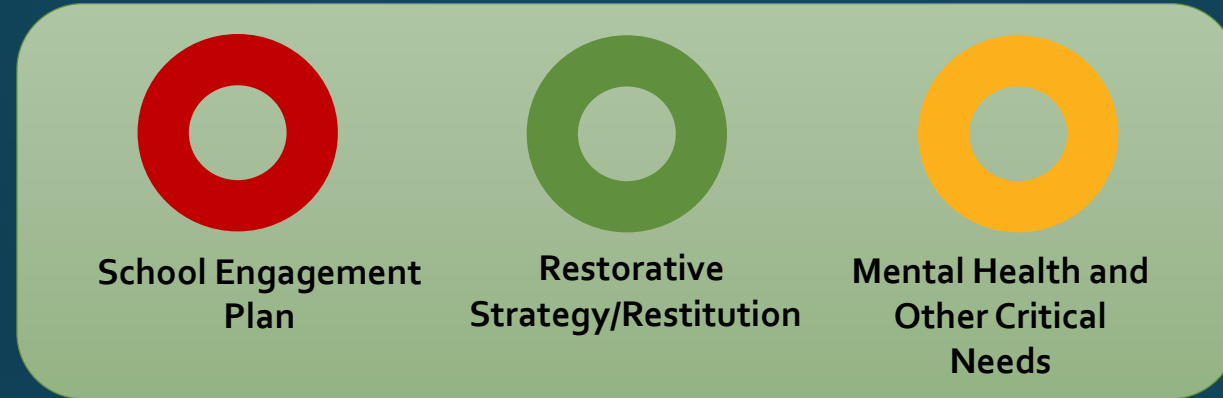 School Engagement
Plan
Restorative
Strategy/Restitution
Mental Health and
Other Critical
Needs